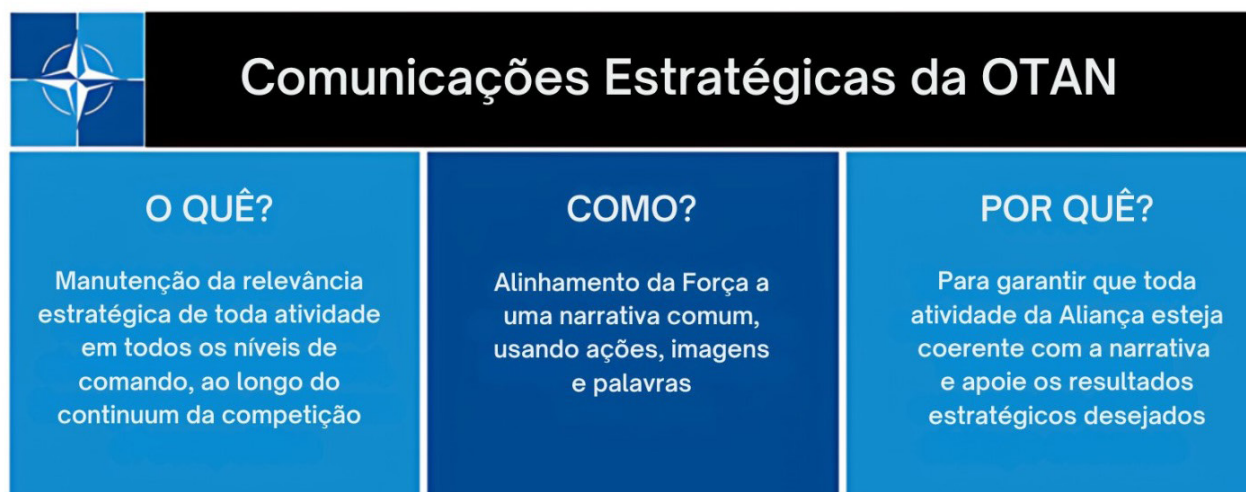 Comunicações Estratégicas da OTAN
O QUÊ?
Manutenção da relevância
estratégica de toda atividade
em todos os níveis de
comando, ao longo do
continuum da competição
COMO?
Alinhamento da Força a
uma narrativa comum,
usando ações, imagens
e palavras
POR QUÊ?
Para garantir que toda
atividade da Aliança esteja
coerente com a narrativa
e apoie os resultados
estratégicos desejados